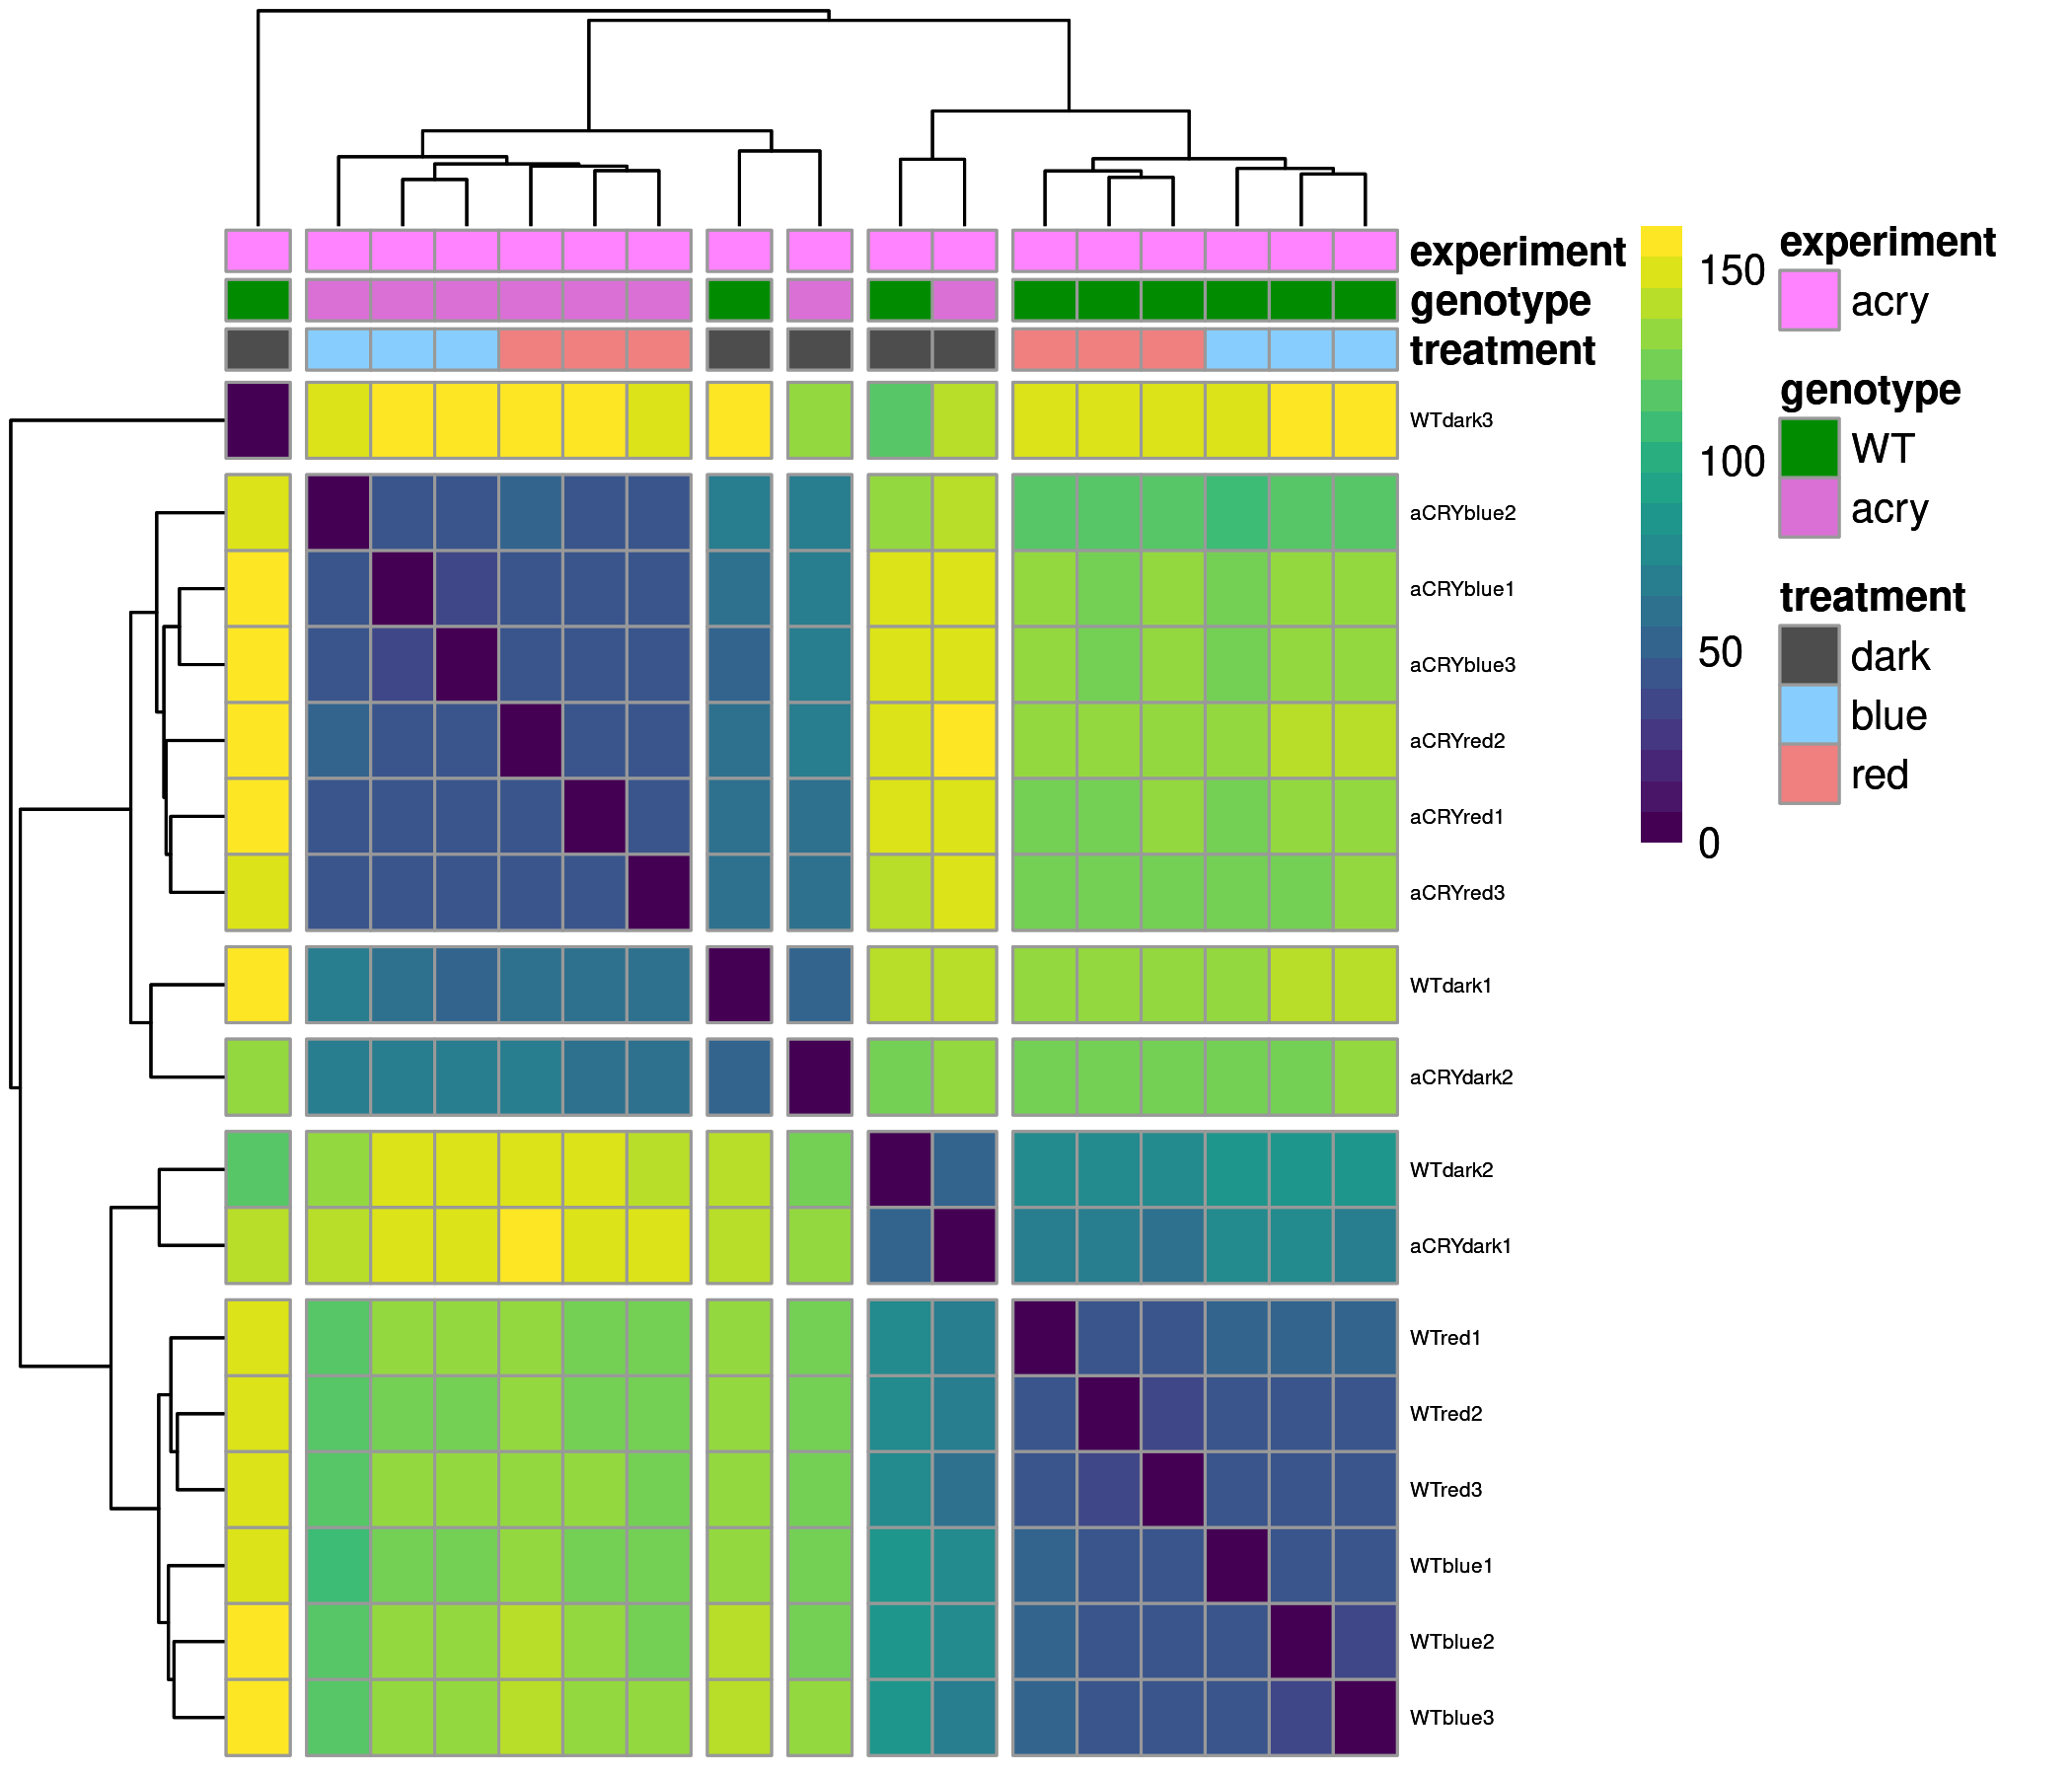 experiment
genotype
treatment
WTdark3
aCRYblue2
aCRYblue1
aCRYblue3
aCRYred2
aCRYred1
aCRYred3
WTdark1
aCRYdark2
WTdark2
aCRYdark1
WTred1
WTred2
WTred3
WTblue1
WTblue2
WTblue3
150
100
50
0
experiment
acry
genotype
WT
acry
treatment
dark
blue
red